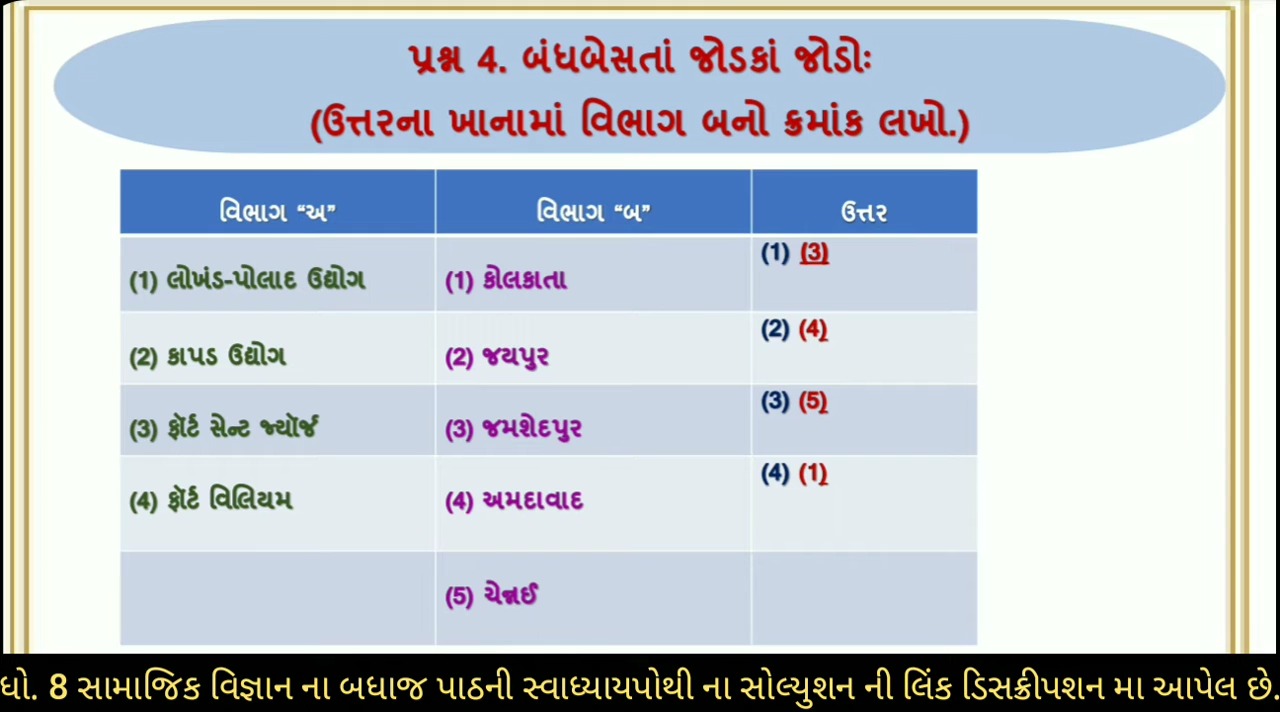 પ્રશ્ન 4. બંધબેસતાં જોડકાં જોડોઃ
(ઉત્તરના ખાનામાં વિભાગ બનો ક્રમાંક લખો.)
વિભાગ “અ” વિભાગ “બ” ઉત્તર
(1) લોખંડ-પોલાદ ઉદ્યોગ (1) કોલકાતા (1) (3)
(2) કાપડ ઉદ્યોગ (2) જયપુર (2) (4)
(3) ફૉર્ટ સેન્ટ જ્યૉર્જ (3) જમશેદપુર (3) (5)
(4) ફૉર્ટ વિલિયમ (4) અમદાવાદ (4) (1)
(5) ચેન્નઈ
ધો. 8 સામાજિક વિજ્ઞાન ના બધાજ પાઠની સ્વાધ્યાયપોથી ના સોલ્યુશન ની લિંક ડિસક્રીપશન મા આપેલ છે.